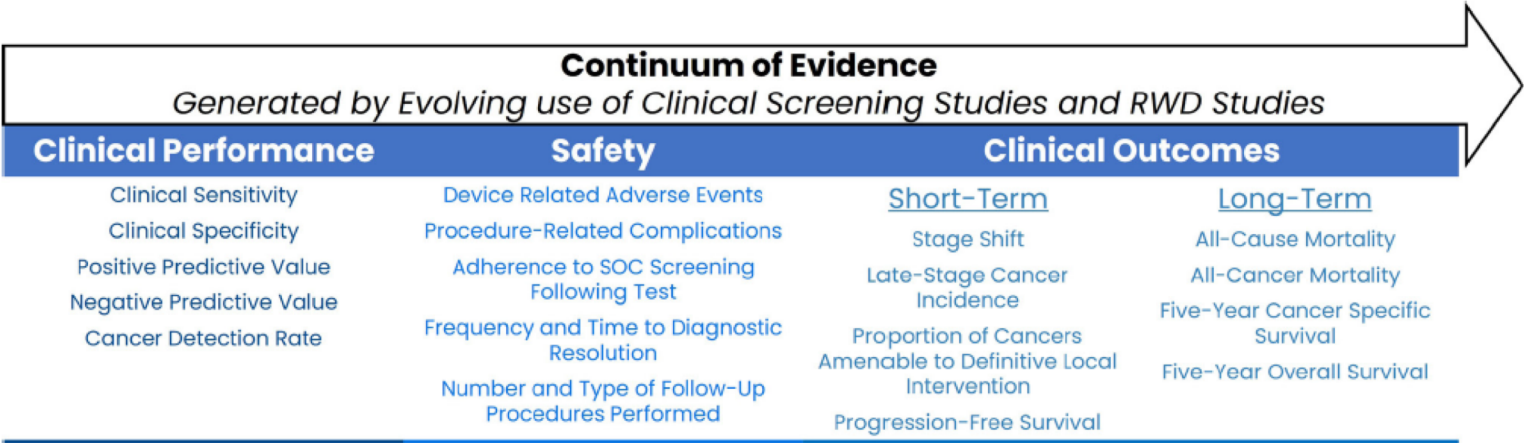 Continuum of Evidence
Generated by Evolving use of Clinical Screening Studies and RWD Studies
Clinical Performance
Clinical Sensitivity
Clinical Specificity
Positive Predictive Value
Negative Predictive Value
Cancer Detection Rate
Safety
Device Related Adverse Events
Procedure-Related Complications
Adherence to SOC Screening
Following Test
Frequency and Time to Diagnostic
Resolution
Number and Type of Follow-Up
Procedures Performed
Clinical Outcomes
Short-Term
Stage Shift
Late-Stage Cancer
Incidence
Proportion of Cancers
Amenable to Definitive Local
Intervention
Progression-Free Survival
Long-Term
All-Cause Mortality
All-Cancer Mortality
Five-Year Cancer Specific
Survival
Five-Year Overall Survival